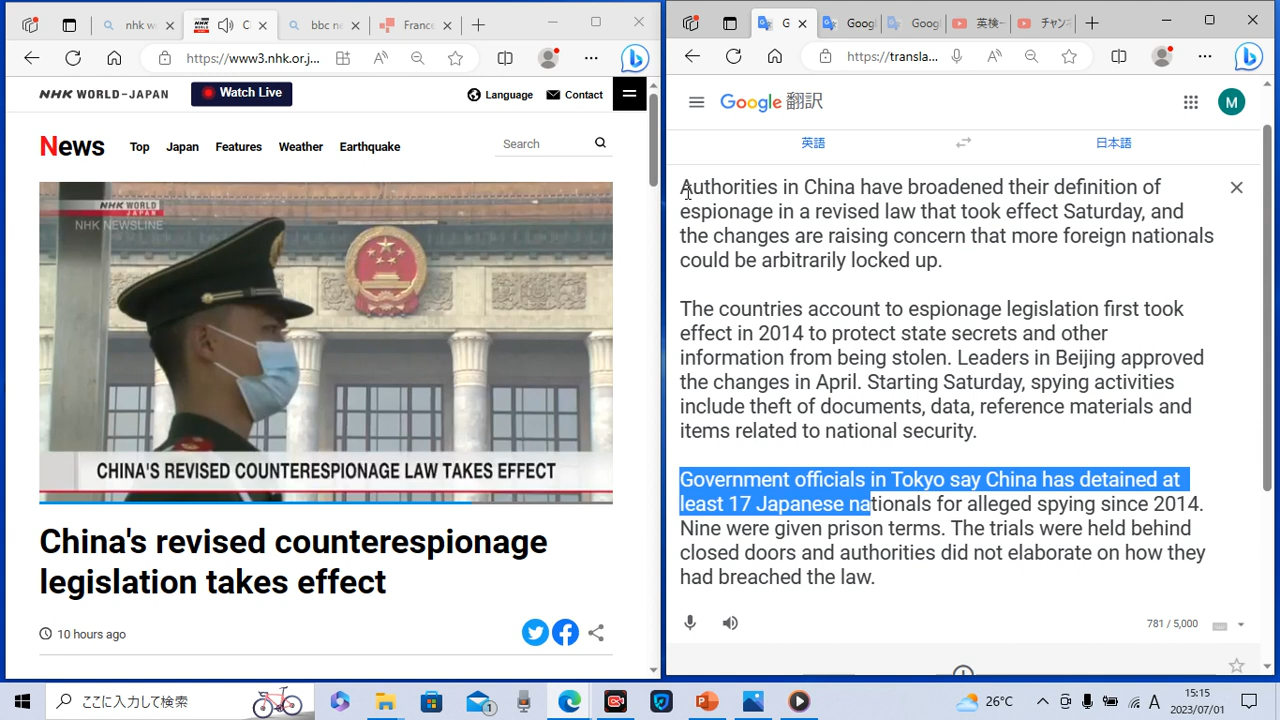 nhk w
C
bbc ne
France
https://www3.nhk.or.j...
NHK WORLD-JAPAN
Watch Live
Language
Contact
News
Top
Japan
Features
Weather
Earthquake
Search
NHK WORLD
JAPAN
NHK NEWSLINE
CHINA'S REVISED COUNTERESPIONAGE LAW TAKES EFFECT
China's revised counterespionage
legislation takes effect
10 hours ago
G
Googl
Googl
英検一
チャンネ
https://transla...
Google 翻訳
M
英語
日本語
Authorities in China have broadened their definition of
espionage in a revised law that took effect Saturday, and
the changes are raising concern that more foreign nationals
could be arbitrarily locked up.
The countries account to espionage legislation first took
effect in 2014 to protect state secrets and other
information from being stolen. Leaders in Beijing approved
the changes in April. Starting Saturday, spying activities
include theft of documents, data, reference materials and
items related to national security.
Government officials in Tokyo say China has detained at
least 17 Japanese nationals for alleged spying since 2014.
Nine were given prison terms. The trials were held behind
closed doors and authorities did not elaborate on how they
had breached the law.
781 / 5,000
ここに入力して検索
1
26°C
A
15:15
2023/07/01